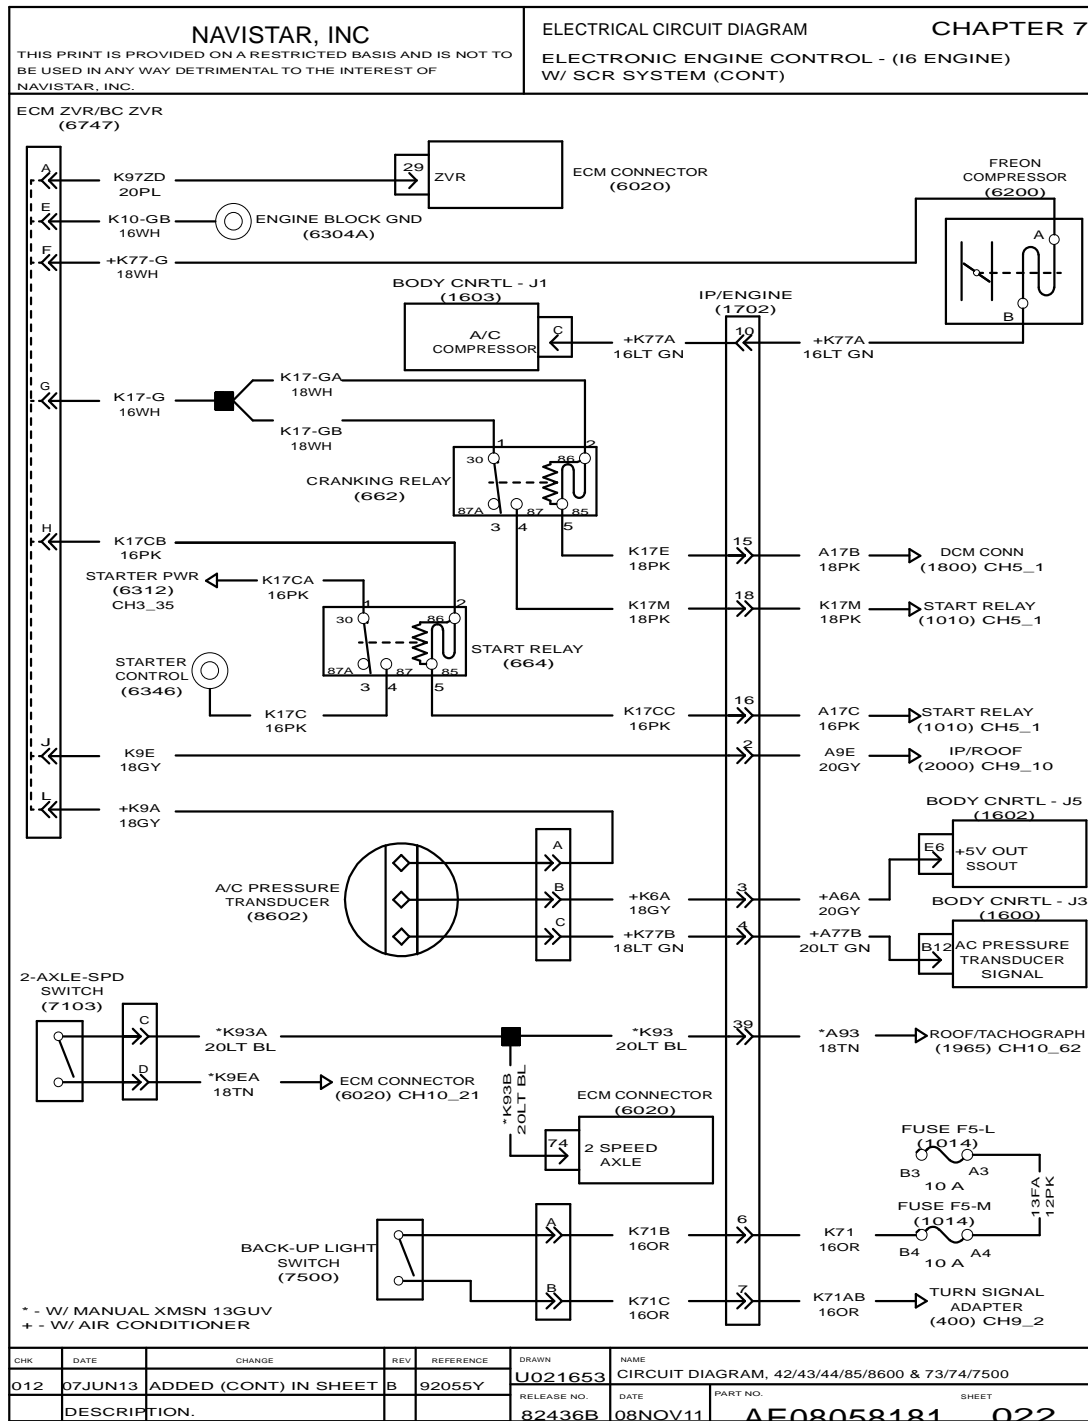 NAVISTAR, INC
THIS PRINT IS PROVIDED ON A RESTRICTED BASIS AND IS NOT TO
BE USED IN ANY WAY DETRIMENTAL TO THE INTEREST OF
NAVISTAR, INC.
ELECTRICAL CIRCUIT DIAGRAM
CHAPTER 7
ELECTRONIC ENGINE CONTROL - (I6 ENGINE)
W/ SCR SYSTEM (CONT)
ECM ZVR/BC ZVR
(6747)
A
K97ZD
20PL
29
ZVR
ECM CONNECTOR
(6020)
E
K10-GB
16WH
ENGINE BLOCK GND
(6304A)
F
+K77-G
18WH
FREON
COMPRESSOR
(6200)
A
B
BODY CNRTL - J1
(1603)
A/C
COMPRESSOR
C
+K77A
16LT GN
IP/ENGINE
(1702)
10
+K77A
16LT GN
G
K17-G
16WH
K17-GA
18WH
K17-GB
18WH
1
2
30
86
CRANKING RELAY
(662)
87A
87
85
3
4
5
H
K17CB
16PK
K17E
18PK
15
A17B
18PK
DCM CONN
(1800) CH5_1
STARTER PWR
(6312)
CH3_35
K17CA
16PK
K17M
18PK
18
K17M
18PK
START RELAY
(1010) CH5_1
1
2
30
86
START RELAY
(664)
87A
87
85
3
4
5
STARTER
CONTROL
(6346)
K17C
16PK
K17CC
16PK
16
A17C
16PK
START RELAY
(1010) CH5_1
J
K9E
18GY
2
A9E
20GY
IP/ROOF
(2000) CH9_10
L
+K9A
18GY
BODY CNRTL - J5
(1602)
E6
+5V OUT
SSOUT
A/C PRESSURE
TRANSDUCER
(8602)
A
B
C
+K6A
18GY
3
+A6A
20GY
+K77B
18LT GN
4
+A77B
20LT GN
BODY CNRTL - J3
(1600)
B12
AC PRESSURE
TRANSDUCER
SIGNAL
2-AXLE-SPD
SWITCH
(7103)
C
*K93A
20LT BL
*K93
20LT BL
39
*A93
18TN
ROOF/TACHOGRAPH
(1965) CH10_62
D
*K9EA
18TN
ECM CONNECTOR
(6020) CH10_21
*K93B
20LT BL
ECM CONNECTOR
(6020)
74
2 SPEED
AXLE
FUSE F5-L
(1014)
B3
A3
10 A
13FA
12PK
FUSE F5-M
(1014)
B4
A4
10 A
BACK-UP LIGHT
SWITCH
(7500)
A
K71B
16OR
6
K71
16OR
B
K71C
16OR
7
K71AB
16OR
TURN SIGNAL
ADAPTER
(400) CH9_2
* - W/ MANUAL XMSN 13GUV
+ - W/ AIR CONDITIONER
CHK
DATE
CHANGE
REV
REFERENCE
012
07JUN13
ADDED (CONT) IN SHEET
B
92055Y
DESCRIPTION.
DRAWN
U021653
NAME
CIRCUIT DIAGRAM, 42/43/44/85/8600 & 73/74/7500
RELEASE NO.
82436B
DATE
08NOV11
PART NO.
AE08058181
SHEET
022